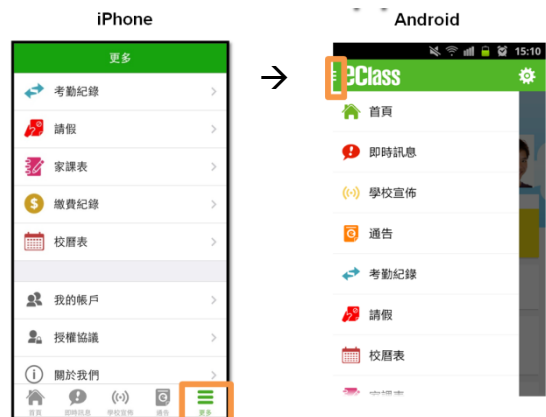 iPhone
更多
考勤紀錄
請假
家課表
繳費紀錄
校曆表
我的帳戶
授權協議
關於我們
首頁 即時訊息 學校宣佈 通告 更多
→
Android
15:10
eClass
首頁
即時訊息
學校宣佈
通告
考勤紀錄
請假
校曆表
家課表